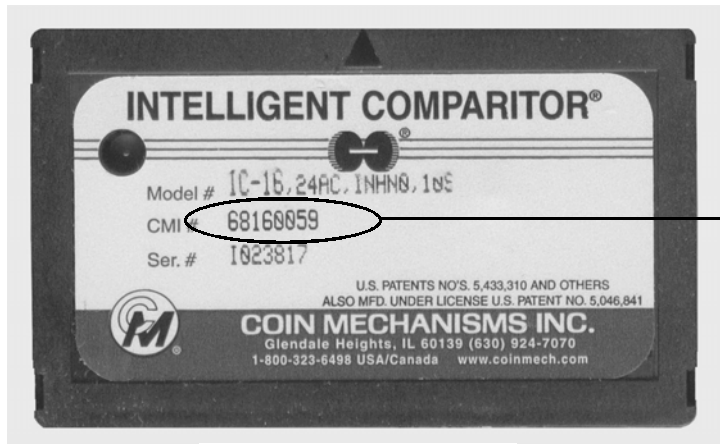 INTELLIGENT COMPARITOR®
®
Model # IC-16,24AC,INHNO,10S
CMI # 68160059
Ser. # I023817
U.S. PATENTS NO'S. 5,433,310 AND OTHERS
ALSO MFD. UNDER LICENSE U.S. PATENT NO. 5,046,841
CM®
COIN MECHANISMS INC.
Glendale Heights, IL 60139 (630) 924-7070
1-800-323-6498 USA/Canada www.coinmech.com